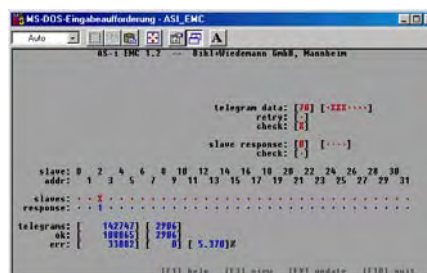 MS-DOS-Eingabeaufforderung - ASI_EMC
Auto
A
AS-i EMC 1.2 -- Bihl+Wiedemann GmbH, Mannheim
telegram data: [70] [·XXX····]
retry: [·]
check: [X]
slave response: [0] [····]
check: [·]
slave: 0 2 4 6 8 10 12 14 16 18 20 22 24 26 28 30
addr: 1 3 5 7 9 11 13 15 17 19 21 23 25 27 29 31
slaves:
response:
telegrams: [ 142747] [ 2906]
ok: [ 108865] [ 2906]
err: [ 33882] [ 0] [ 5.370]%
[F1] help [F3] view [F10] quit